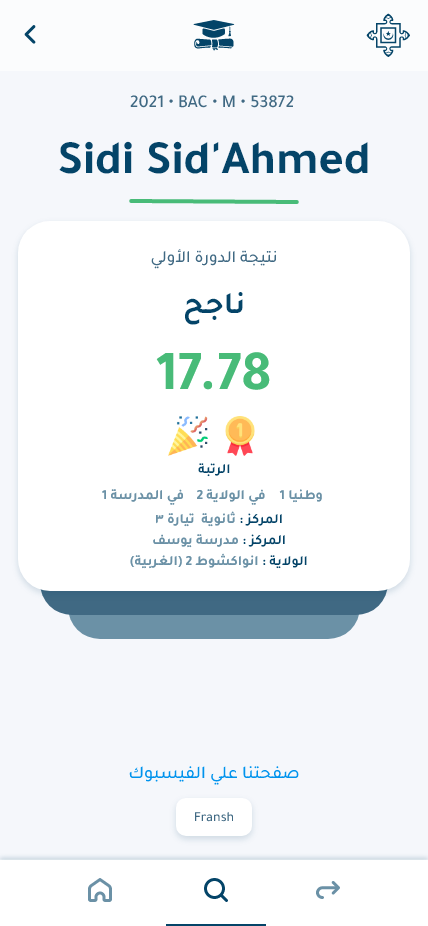 2021 • BAC • M • 53872
Sidi Sid'Ahmed
نتيجة الدورة الأولي
ناجح
17.78
1
الرتبة
وطنيا 1 في الولاية 2 في المدرسة 1
المركز : ثانوية تيارة ٣
المركز : مدرسة يوسف
الولاية : انواكشوط 2 (الغربية)
صفحتنا علي الفيسبوك
Fransh